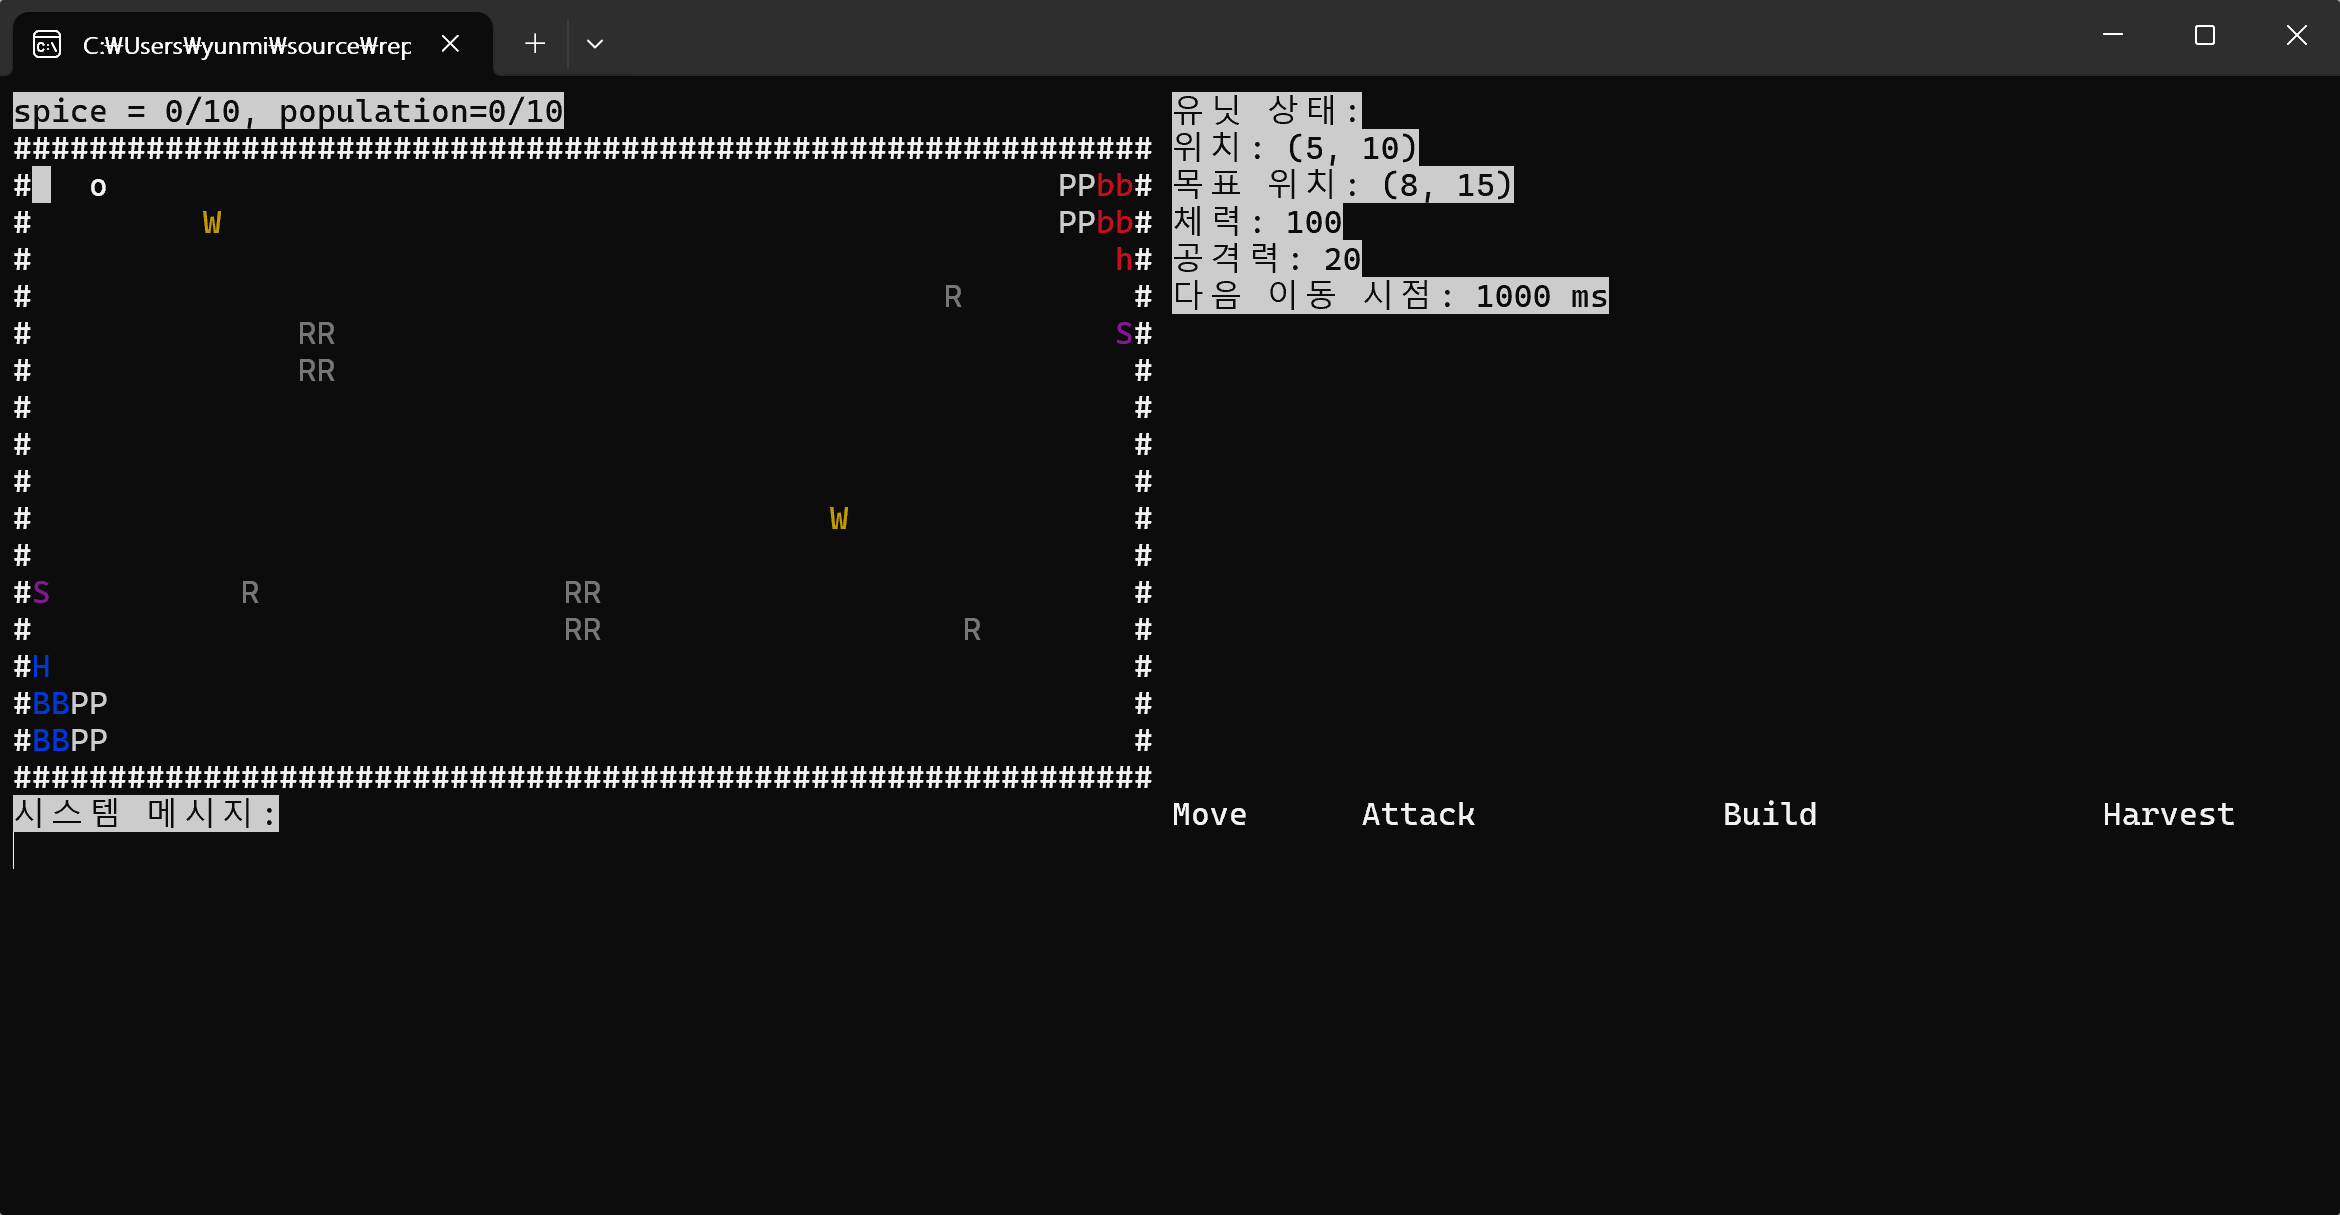 C:₩Users₩yunmi₩source₩rep
spice = 0/10, population=0/10
############################################################
#   o                                                  PPbb#
#         W                                            PPbb#
#                                                         h#
#                                                R         #
#              RR                                         S#
#              RR                                          #
#                                                          #
#                                                          #
#                                                          #
#                                          W               #
#                                                          #
#S          R                RR                            #
#                            RR                   R        #
#H                                                         #
#BBPP                                                      #
#BBPP                                                      #
############################################################
시스템 메시지:
유닛 상태:
위치: (5, 10)
목표 위치: (8, 15)
체력: 100
공격력: 20
다음 이동 시점: 1000 ms
Move      Attack             Build               Harvest